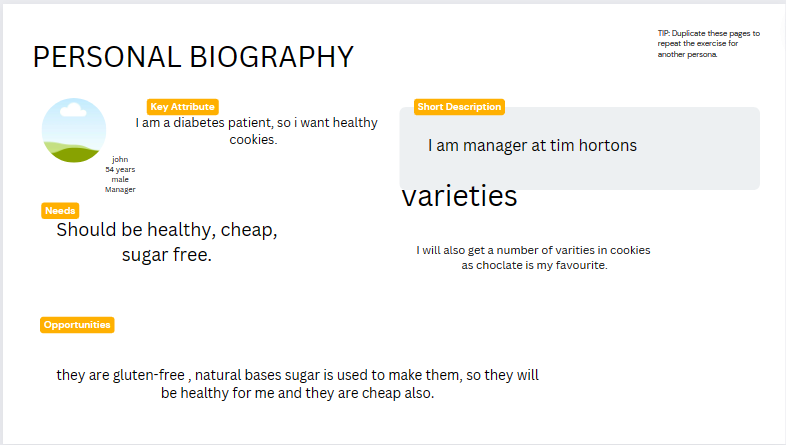 PERSONAL BIOGRAPHY
TIP: Duplicate these pages to
repeat the exercise for
another persona.
Key Attribute
I am a diabetes patient, so i want healthy
cookies.
john
54 years
male
Manager
Short Description
I am manager at tim hortons
Needs
Should be healthy, cheap,
sugar free.
varieties
I will also get a number of varities in cookies
as choclate is my favourite.
Opportunities
they are gluten-free , natural bases sugar is used to make them, so they will
be healthy for me and they are cheap also.